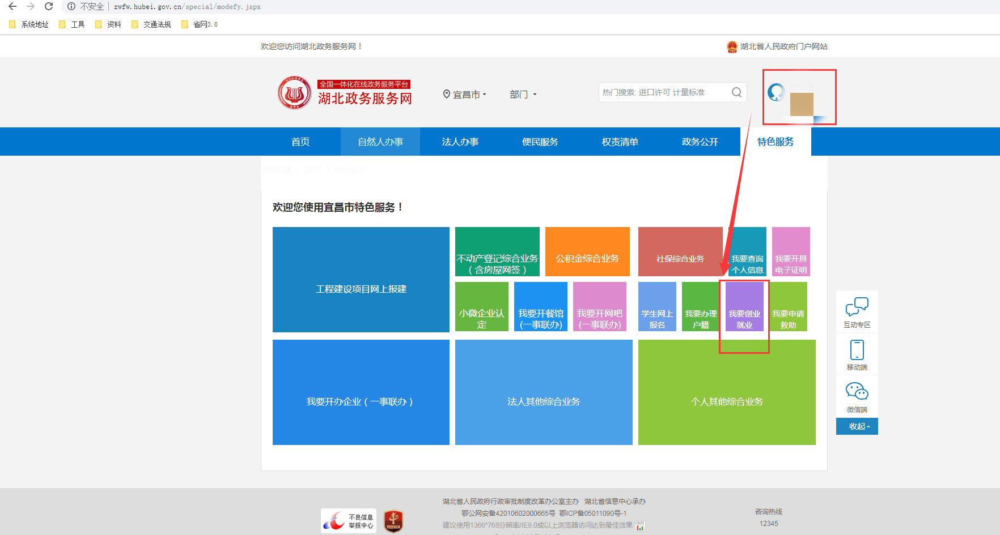 不安全 zwfw.hubei.gov.cn/special/modefy.jspx
系统地址 工具 资料 交通法规 省网3.0
欢迎您访问湖北政务服务网！
湖北省人民政府门户网站
全国一体化在线政务服务平台
湖北政务服务网
宜昌市 部门
热门搜索: 进口许可 计量标准
首页 自然人办事 法人办事 便民服务 权责清单 政务公开 特色服务
首页 > 特色服务
欢迎您使用宜昌市特色服务！
工程建设项目网上报建
不动产登记综合业务
（含房屋网签）
公积金综合业务
社保综合业务
我要查询
个人信息
我要开具
电子证明
小微企业认
定
我要开餐馆
(一事联办)
我要开网吧
(一事联办)
学生网上
报名
我要办理
户籍
我要创业
就业
我要申请
救助
我要开办企业（一事联办）
法人其他综合业务
个人其他综合业务
互动专区
移动端
微信端
收起
不良信息
举报中心
党政机关
湖北省人民政府行政审批制度改革办公室主办 湖北省信息中心承办
鄂公网安备42010602000665号 鄂ICP备05011090号-1
建议使用1366*768分辨率/IE9.0或以上浏览器访问达到最佳效果
CNZZ
咨询热线
12345